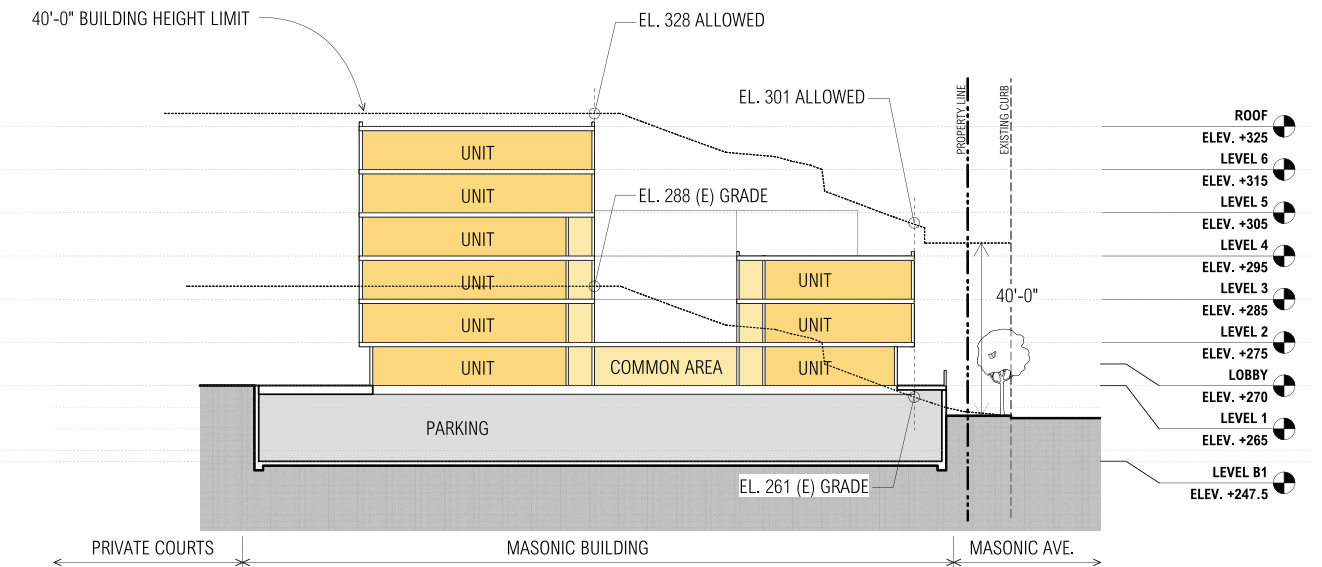 40'-0" BUILDING HEIGHT LIMIT
EL. 328 ALLOWED
EL. 301 ALLOWED
PROPERTY LINE
EXISTING CURB
ROOF
ELEV. +325
LEVEL 6
ELEV. +315
LEVEL 5
ELEV. +305
LEVEL 4
ELEV. +295
LEVEL 3
ELEV. +285
LEVEL 2
ELEV. +275
LOBBY
ELEV. +270
LEVEL 1
ELEV. +265
LEVEL B1
ELEV. +247.5
UNIT
UNIT
EL. 288 (E) GRADE
UNIT
UNIT
UNIT
40'-0"
UNIT
UNIT
UNIT
COMMON AREA
UNIT
PARKING
EL. 261 (E) GRADE
PRIVATE COURTS
MASONIC BUILDING
MASONIC AVE.